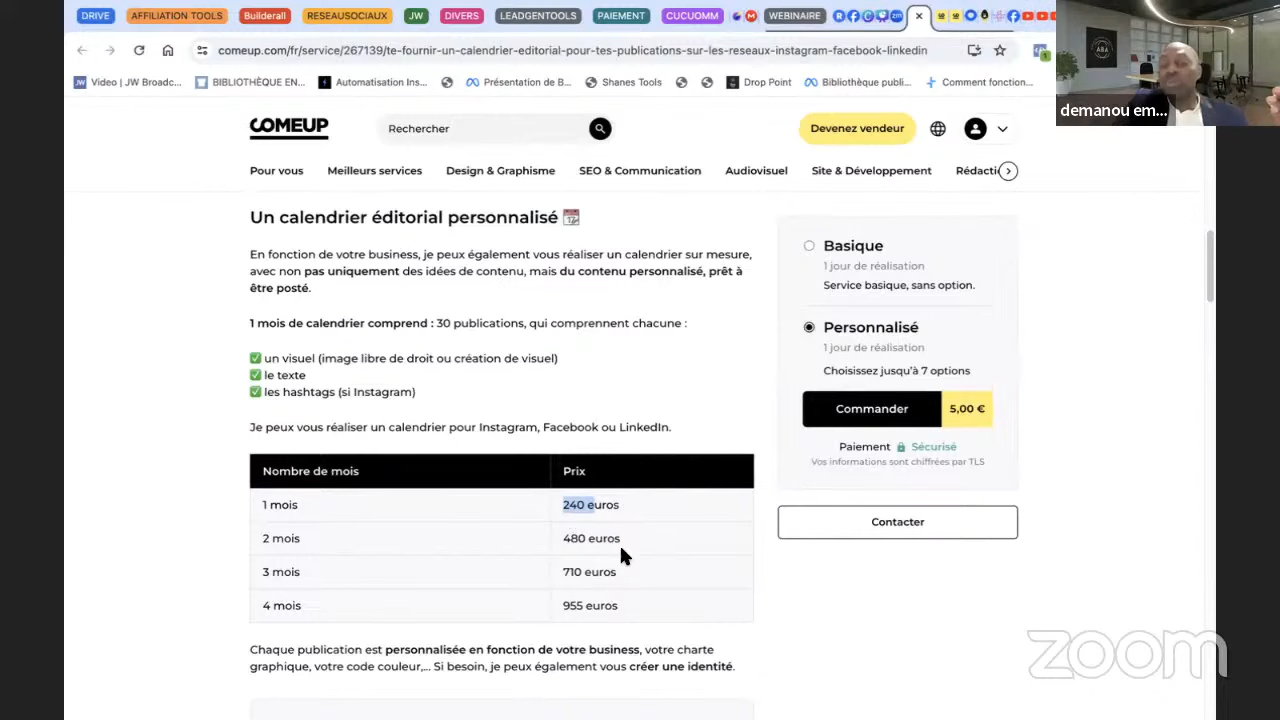 DRIVE AFFILIATION TOOLS Builderall RESEAUSOCIAUX JW DIVERS LEADGENTOOLS PAIEMENT CUCUOMM WEBINAIRE
comeup.com/fr/service/267139/te-fournir-un-calendrier-editorial-pour-tes-publications-sur-les-reseaux-instagram-facebook-linkedin
Video | JW Broadc... BIBLIOTHÈQUE EN... Automatisation Ins... Présentation de B... Shanes Tools Drop Point Bibliothèque publi... Comment fonction...
ABA
demanou em...
COMEUP
Rechercher
Devenez vendeur
Pour vous Meilleurs services Design & Graphisme SEO & Communication Audiovisuel Site & Développement Rédacti
Un calendrier éditorial personnalisé
En fonction de votre business, je peux également vous réaliser un calendrier sur mesure,
avec non pas uniquement des idées de contenu, mais du contenu personnalisé, prêt à
être posté.
1 mois de calendrier comprend : 30 publications, qui comprennent chacune :
un visuel (image libre de droit ou création de visuel)
le texte
les hashtags (si Instagram)
Je peux vous réaliser un calendrier pour Instagram, Facebook ou LinkedIn.
Nombre de mois Prix
1 mois 240 euros
2 mois 480 euros
3 mois 710 euros
4 mois 955 euros
Chaque publication est personnalisée en fonction de votre business, votre charte
graphique, votre code couleur,... Si besoin, je peux également vous créer une identité.
Basique
1 jour de réalisation
Service basique, sans option.
Personnalisé
1 jour de réalisation
Choisissez jusqu'à 7 options
Commander 5,00 €
Paiement Sécurisé
Vos informations sont chiffrées par TLS
Contacter
zoom